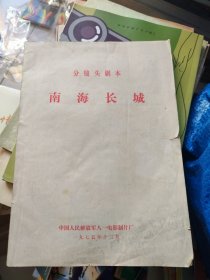 分镜头剧本
南海长城
中国人民解放军八一电影制片厂
一九七五年十二月